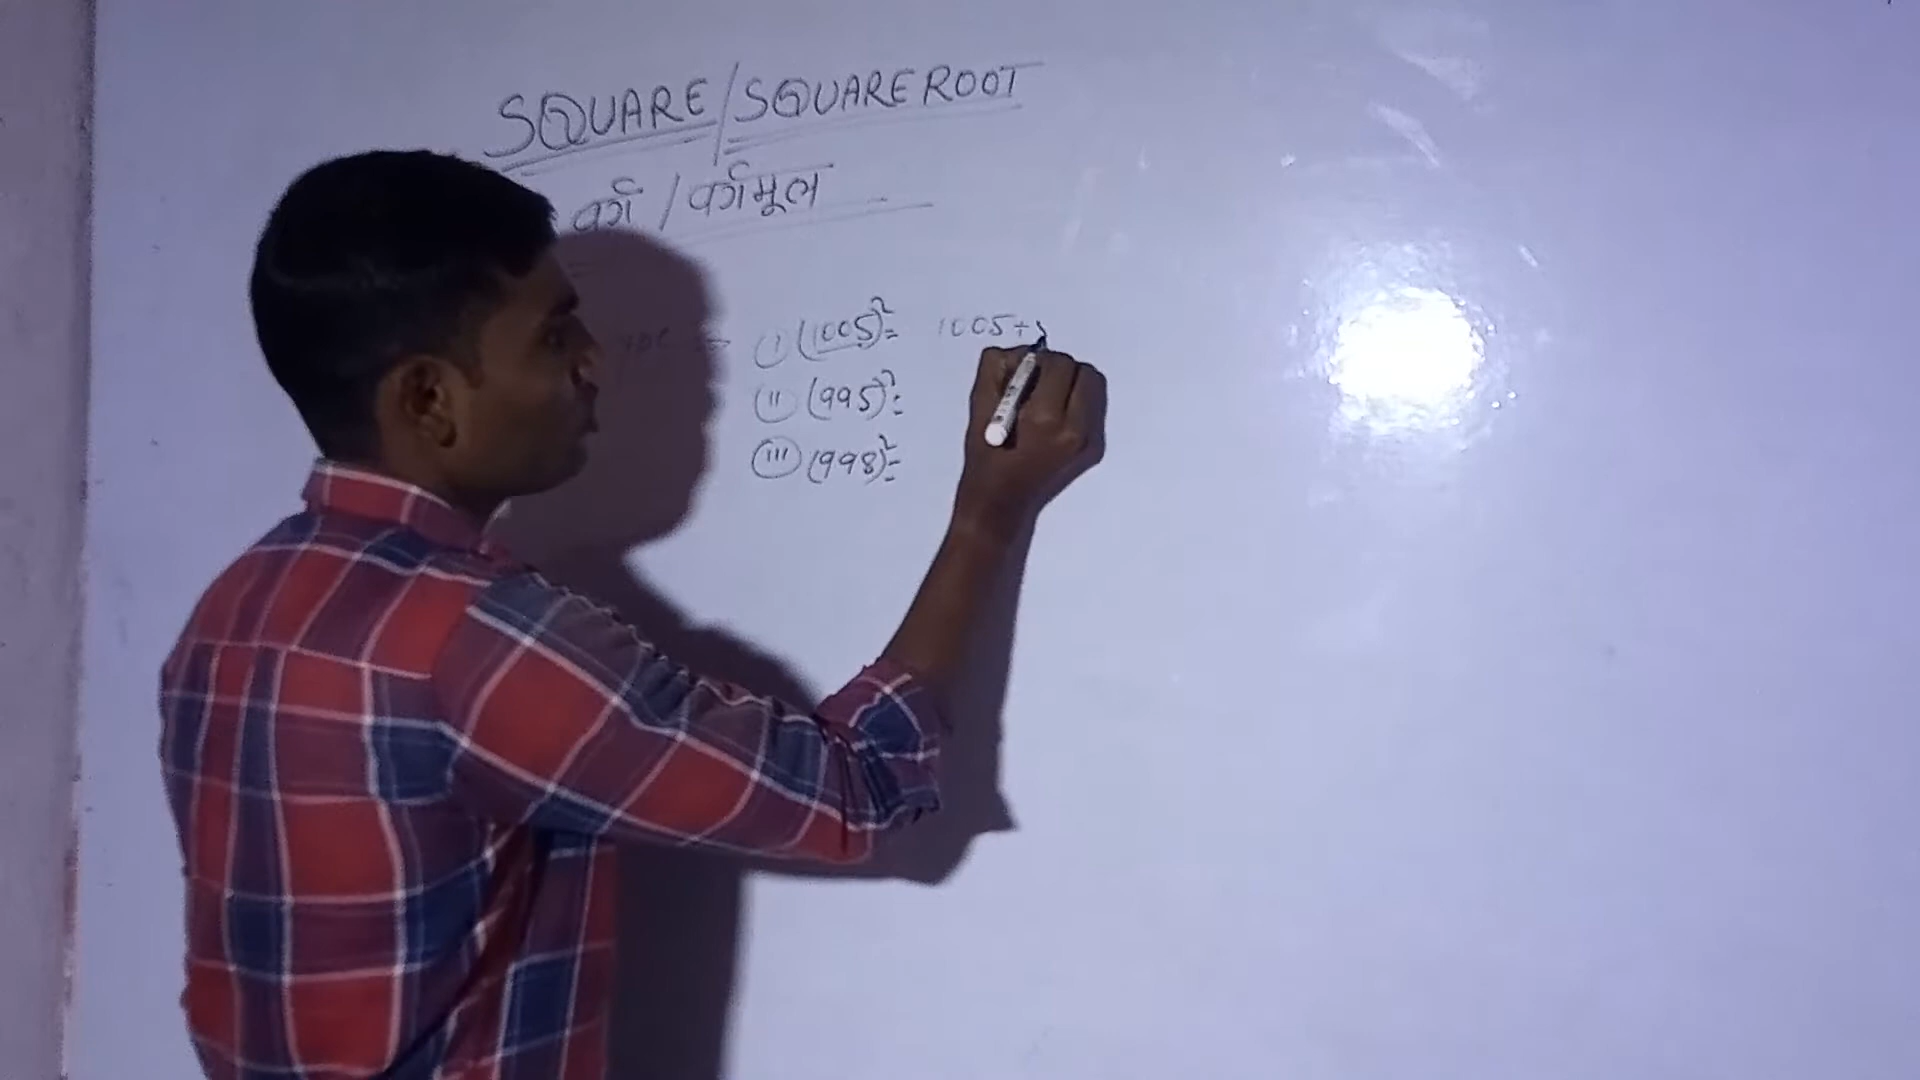 SQUARE/SQUARE ROOT
वर्ग / वर्गमूल
(i) (1005)²= 1005+
(ii) (995)²=
(iii) (998)²=